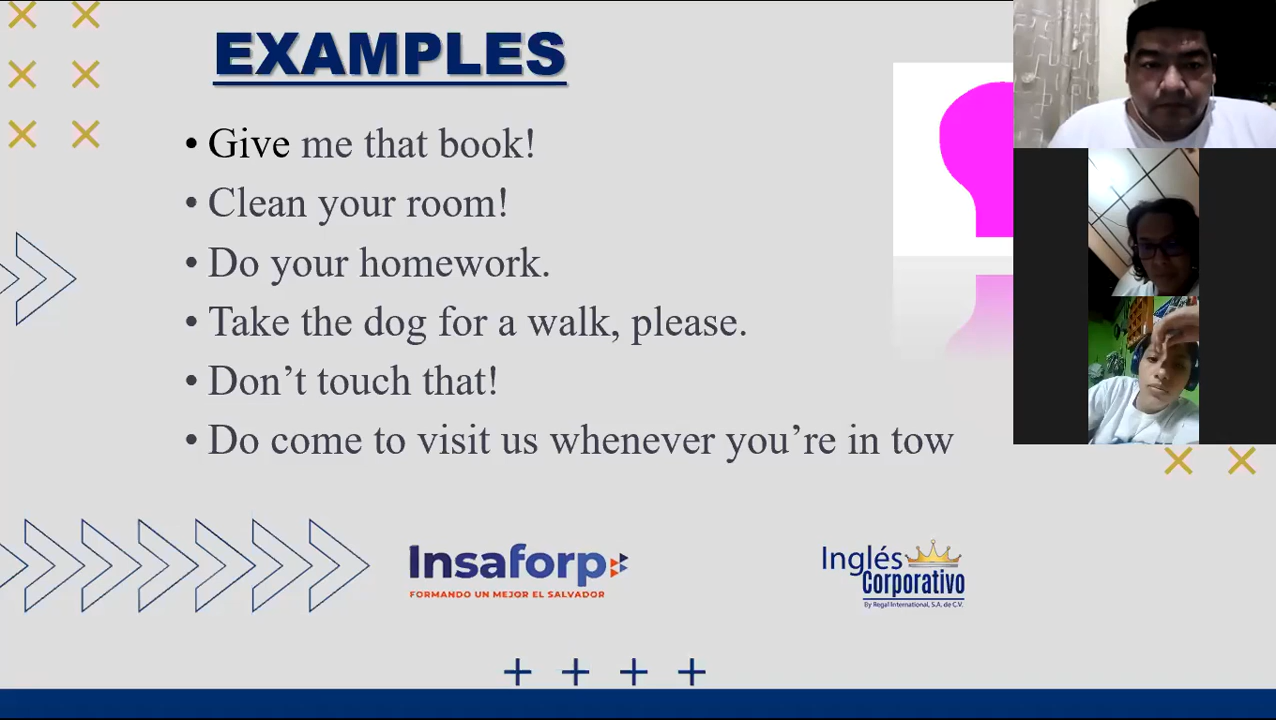 EXAMPLES
• Give me that book!
• Clean your room!
• Do your homework.
• Take the dog for a walk, please.
• Don’t touch that!
• Do come to visit us whenever you’re in tow
Insaforp
FORMANDO UN MEJOR EL SALVADOR
Inglés
Corporativo
By Regal International, S.A. de C.V.